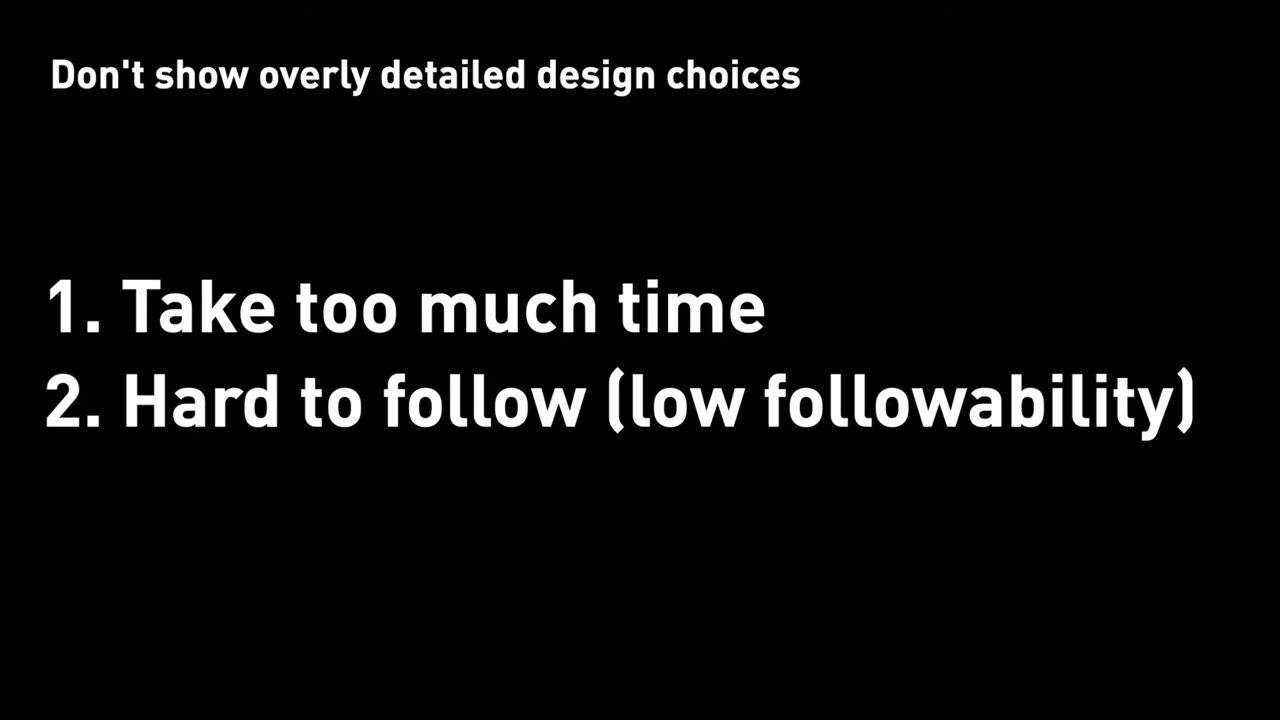 Don't show overly detailed design choices
1. Take too much time
2. Hard to follow (low followability)